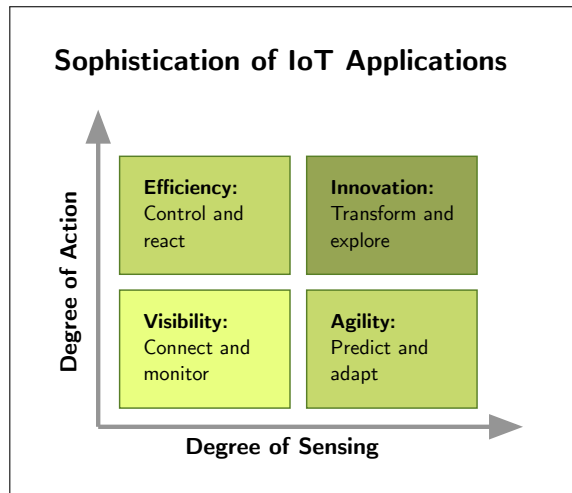 Sophistication of IoT Applications
Degree of Action
Efficiency:
Control and
react
Innovation:
Transform and
explore
Visibility:
Connect and
monitor
Agility:
Predict and
adapt
Degree of Sensing